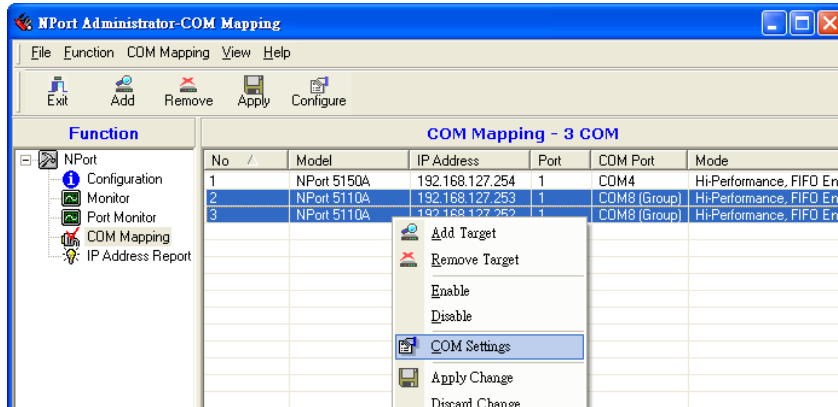 NPort Administrator-COM Mapping
File Function COM Mapping View Help
Exit Add Remove Apply Configure
Function
COM Mapping - 3 COM
NPort
Configuration
Monitor
Port Monitor
COM Mapping
IP Address Report
No Model IP Address Port COM Port Mode
1 NPort 5150A 192.168.127.254 1 COM4 Hi-Performance, FIFO En
2 NPort 5110A 192.168.127.253 1 COM8 (Group) Hi-Performance, FIFO En
3 NPort 5110A 192.168.127.252 1 COM8 (Group) Hi-Performance, FIFO En
Add Target
Remove Target
Enable
Disable
COM Settings
Apply Change
Discard Change